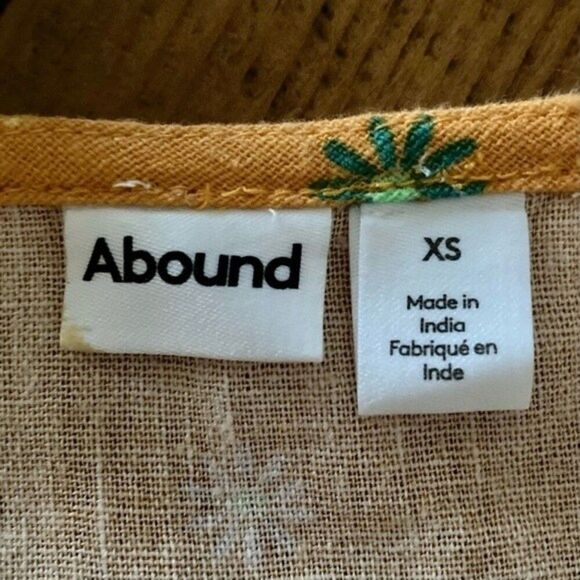 Abound
XS
Made in
India
Fabriqué en
Inde